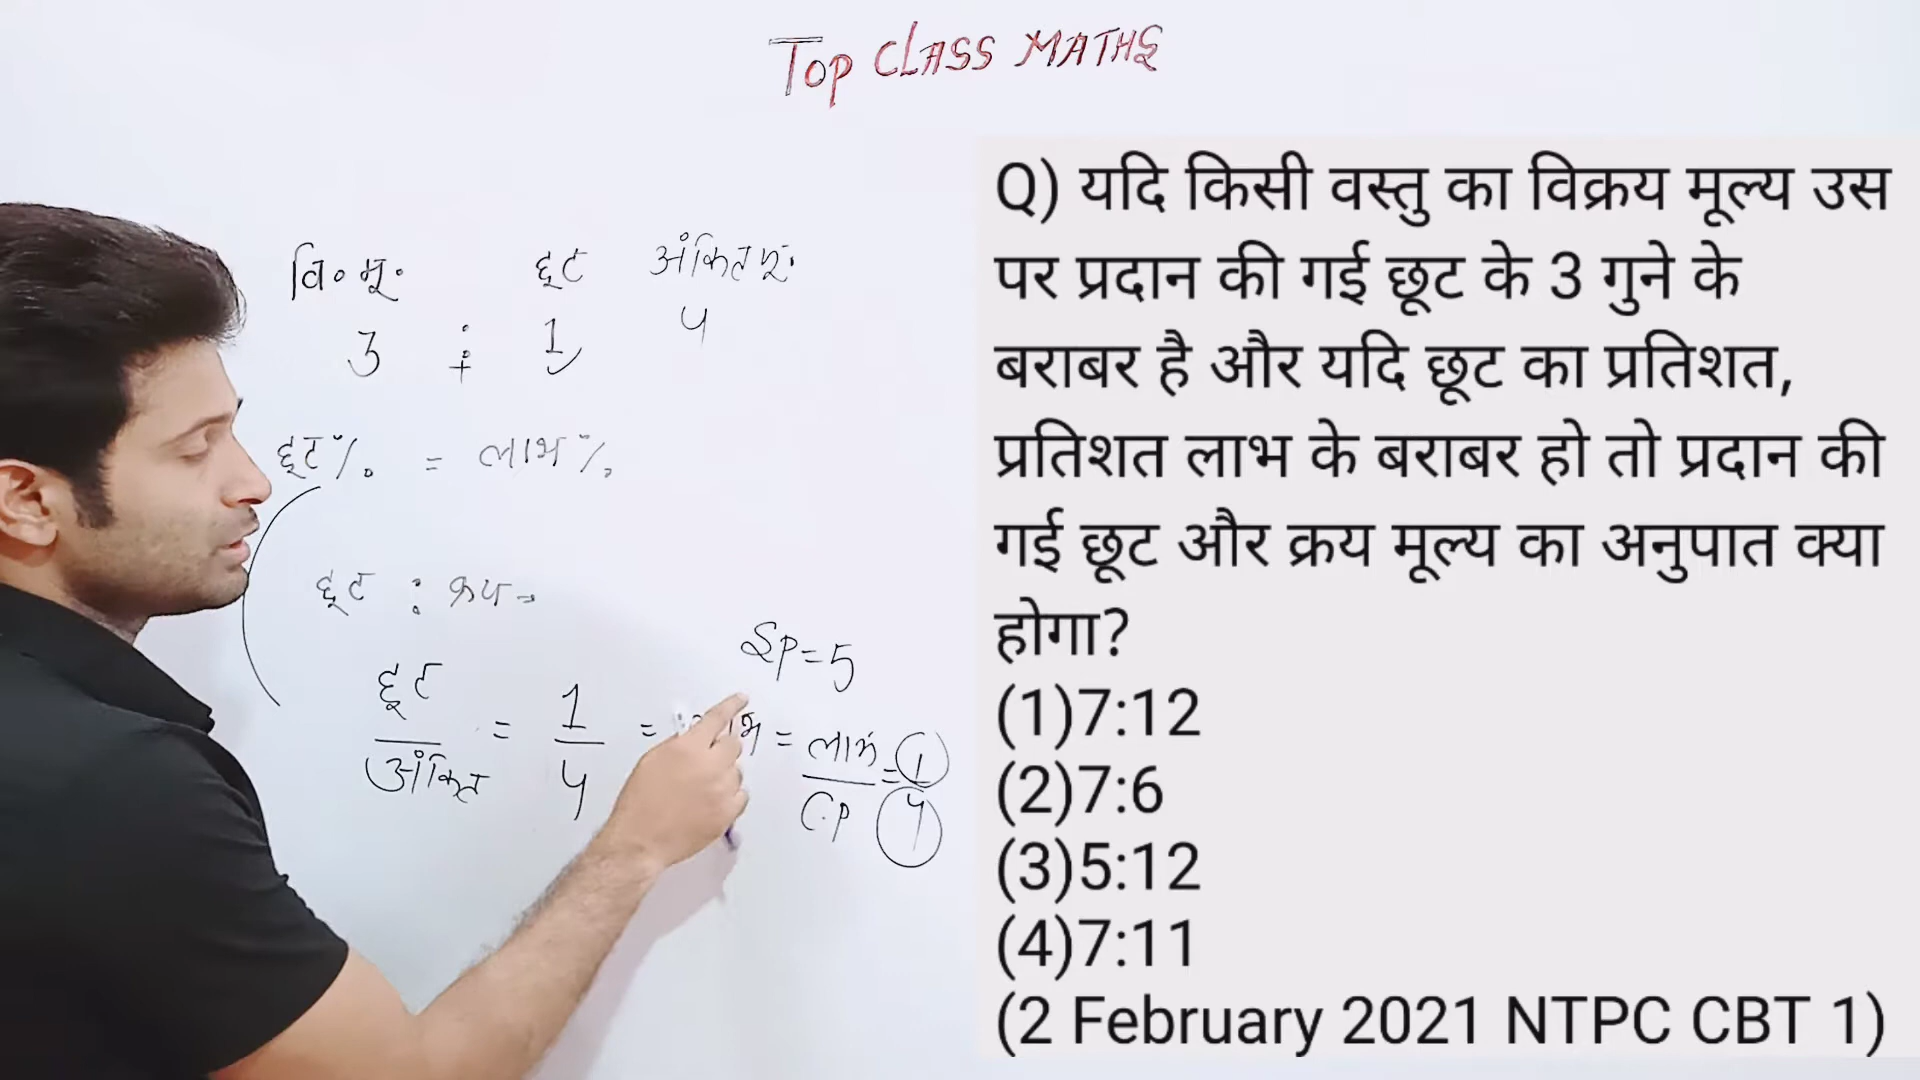 TOP CLASS MATHS
वि॰मू॰ छूट अंकित मू॰
3 : 1 4
+
छूट% = लाभ%
छूट : क्रय
SP=5
छूट/अंकित = 1/4 = = लाभ/C.P = 1/4
Q) यदि किसी वस्तु का विक्रय मूल्य उस
पर प्रदान की गई छूट के 3 गुने के
बराबर है और यदि छूट का प्रतिशत,
प्रतिशत लाभ के बराबर हो तो प्रदान की
गई छूट और क्रय मूल्य का अनुपात क्या
होगा?
(1)7:12
(2)7:6
(3)5:12
(4)7:11
(2 February 2021 NTPC CBT 1)